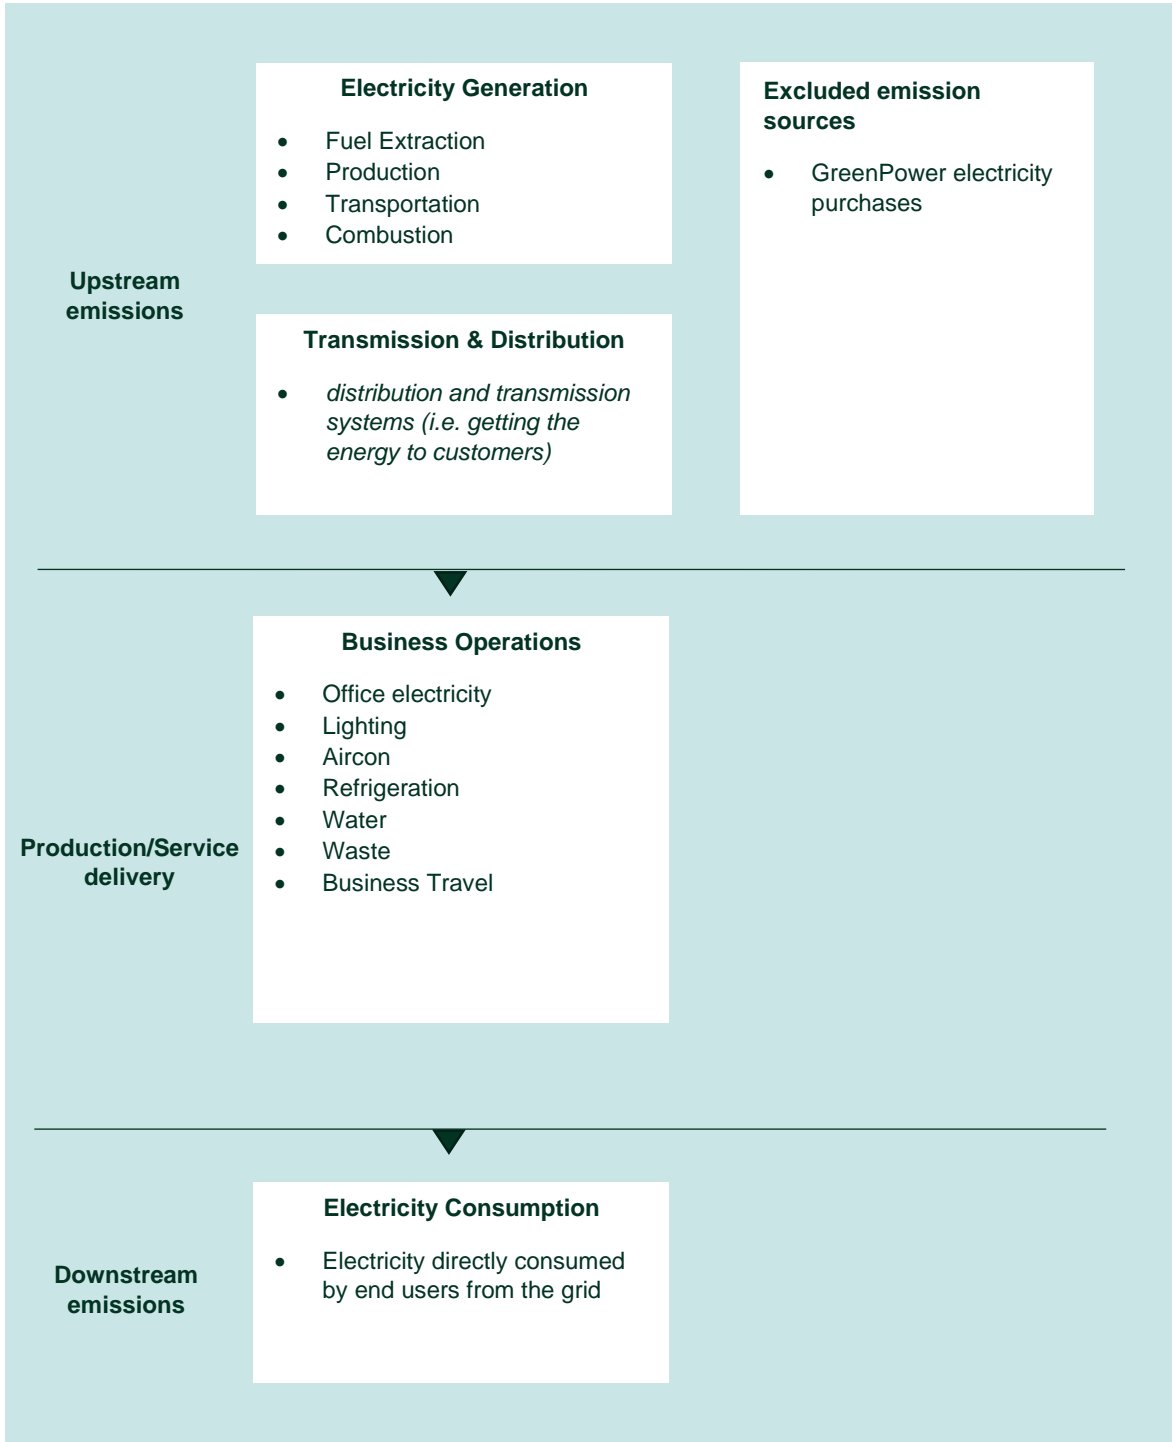 Upstream
emissions
Electricity Generation
• Fuel Extraction
• Production
• Transportation
• Combustion
Transmission & Distribution
• distribution and transmission
systems (i.e. getting the
energy to customers)
Excluded emission
sources
• GreenPower electricity
purchases
Production/Service
delivery
Business Operations
• Office electricity
• Lighting
• Aircon
• Refrigeration
• Water
• Waste
• Business Travel
Downstream
emissions
Electricity Consumption
• Electricity directly consumed
by end users from the grid